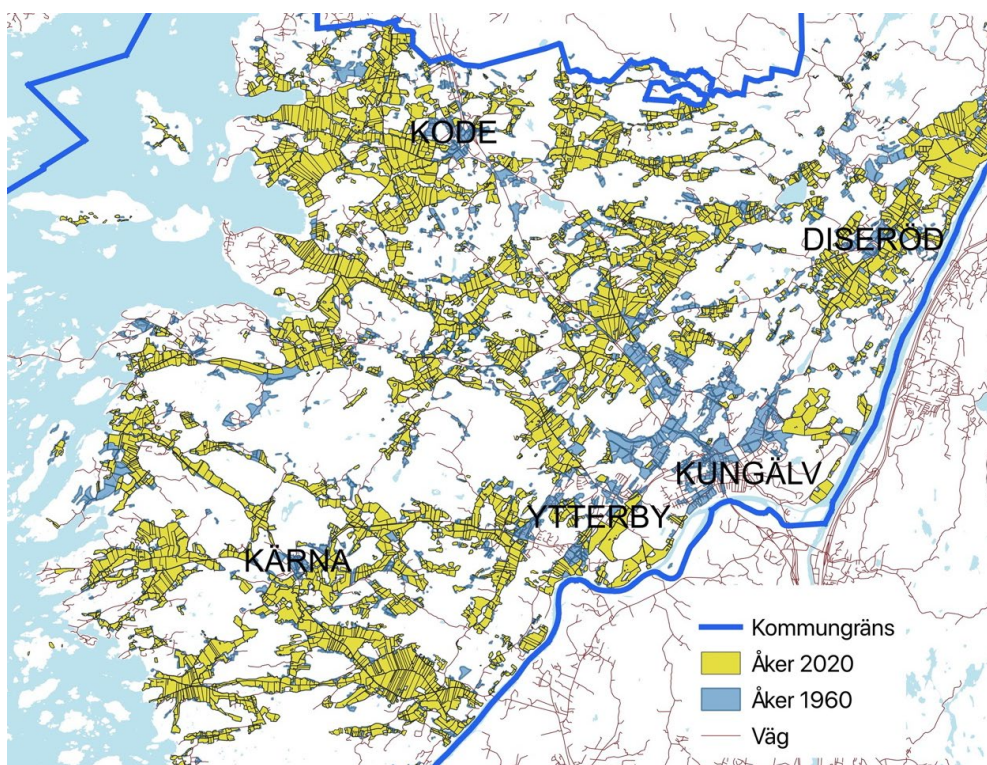 KODE
DISERÖD
KUNGÄLV
YTTERBY
KÄRNA
Kommungräns
Åker 2020
Åker 1960
Väg